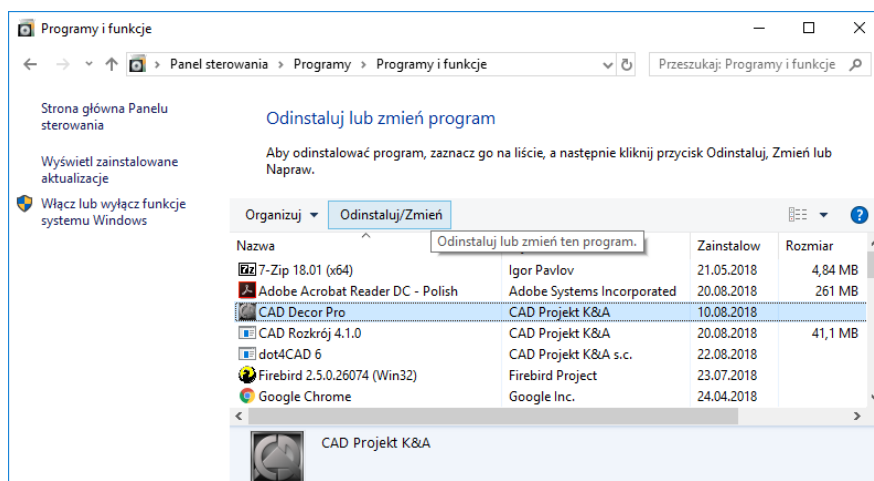 Programy i funkcje
Panel sterowania > Programy > Programy i funkcje
Przeszukaj: Programy i funkcje
Strona główna Panelu
sterowania
Wyświetl zainstalowane
aktualizacje
Włącz lub wyłącz funkcje
systemu Windows
Odinstaluj lub zmień program
Aby odinstalować program, zaznacz go na liście, a następnie kliknij przycisk Odinstaluj, Zmień lub
Napraw.
Organizuj Odinstaluj/Zmień
Odinstaluj lub zmień ten program.
Nazwa Zainstalow Rozmiar
7-Zip 18.01 (x64) Igor Pavlov 21.05.2018 4,84 MB
Adobe Acrobat Reader DC - Polish Adobe Systems Incorporated 20.08.2018 261 MB
CAD Decor Pro CAD Projekt K&A 10.08.2018
CAD Rozkrój 4.1.0 CAD Projekt K&A 20.08.2018 41,1 MB
dot4CAD 6 CAD Projekt K&A s.c. 22.08.2018
Firebird 2.5.0.26074 (Win32) Firebird Project 23.07.2018
Google Chrome Google Inc. 24.04.2018
CAD Projekt K&A